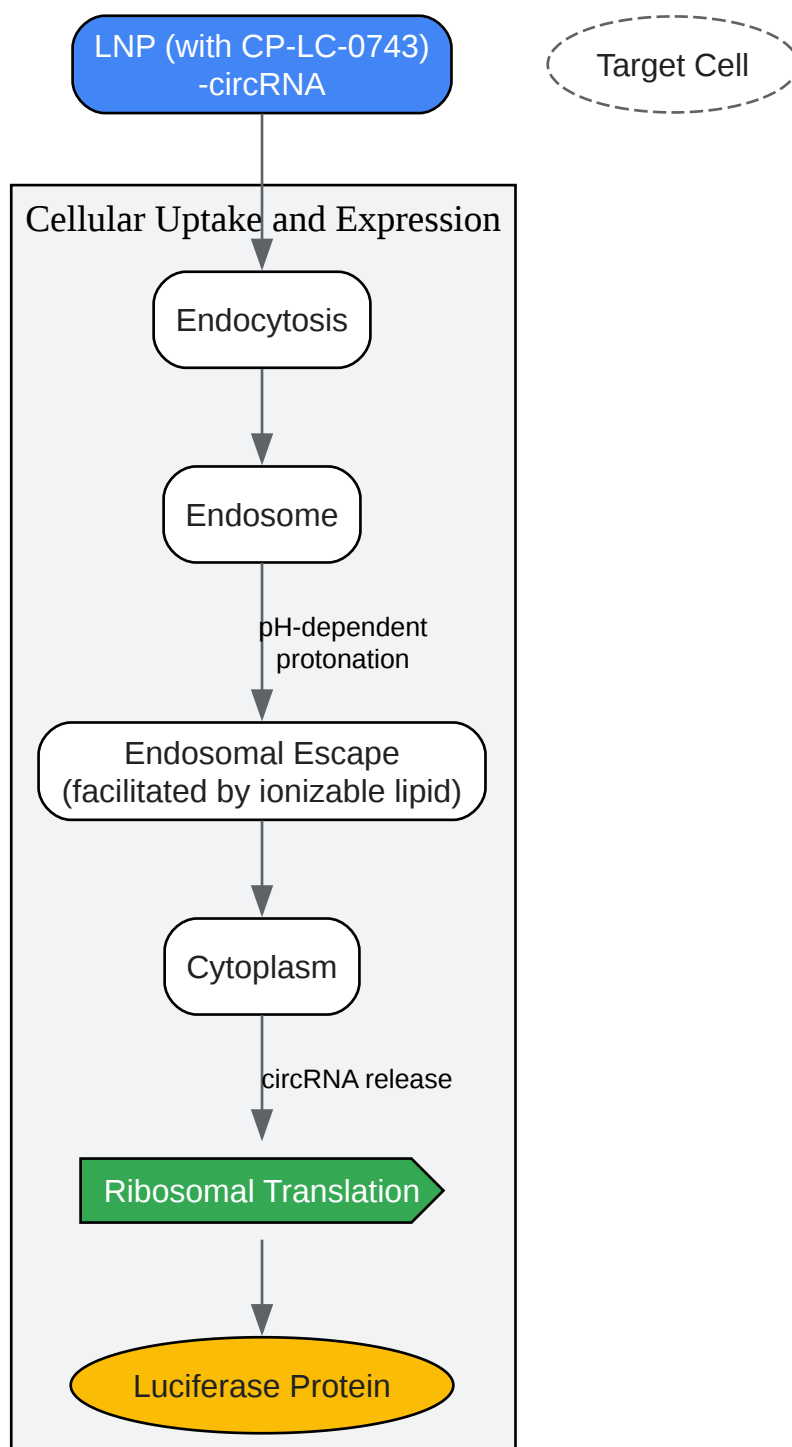 LNP (with CP-LC-0743)
-circRNA
Target Cell
Cellular Uptake and Expression
Endocytosis
Endosome
pH-dependent
protonation
Endosomal Escape
(facilitated by ionizable lipid)
Cytoplasm
circRNA release
Ribosomal Translation
Luciferase Protein